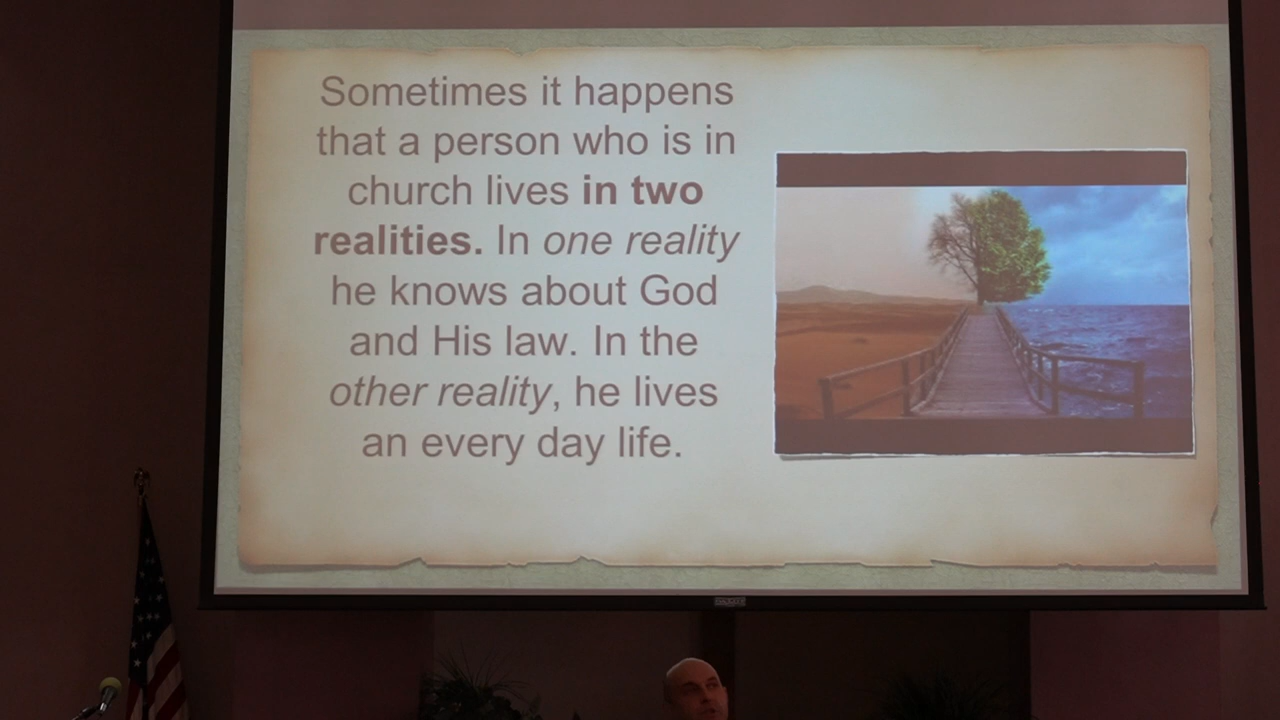 Sometimes it happens
that a person who is in
church lives in two
realities. In one reality
he knows about God
and His law. In the
other reality, he lives
an every day life.